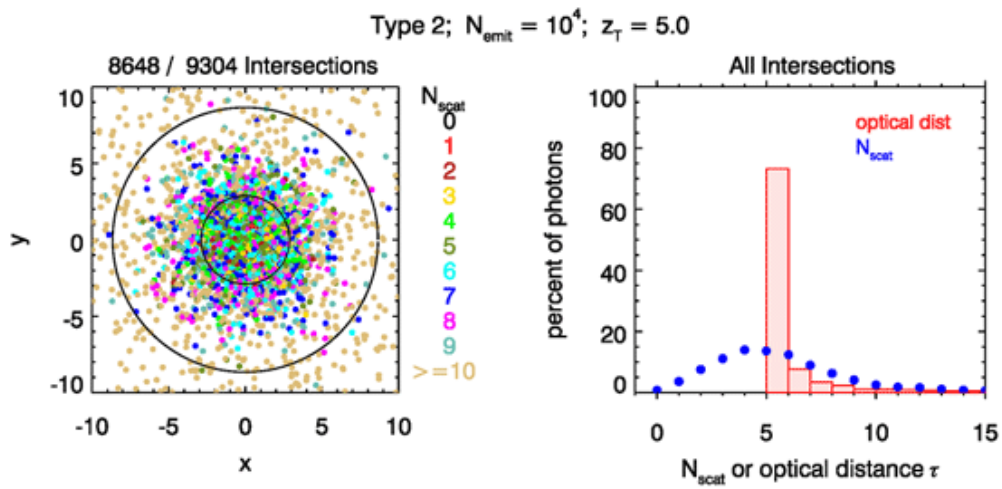 Type 2; N_emit = 10^4; z_T = 5.0
8648 / 9304 Intersections
10
5
0
-5
-10
y
-10 -5 0 5 10
x
N_scat
0
1
2
3
4
5
6
7
8
9
>=10
All Intersections
100
80
60
40
20
0
percent of photons
optical dist
N_scat
0 5 10 15
N_scat or optical distance τ